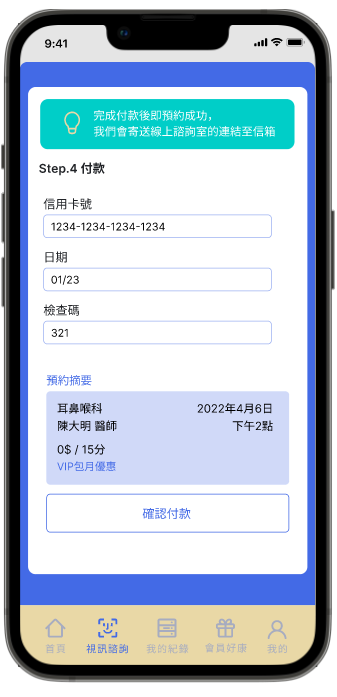 9:41
完成付款後即預約成功，
我們會寄送線上諮詢室的連結至信箱
Step.4 付款
信用卡號
1234-1234-1234-1234
日期
01/23
檢查碼
321
預約摘要
耳鼻喉科 2022年4月6日
陳大明 醫師 下午2點
0$ / 15分
VIP包月優惠
確認付款
首頁 視訊諮詢 我的紀錄 會員好康 我的